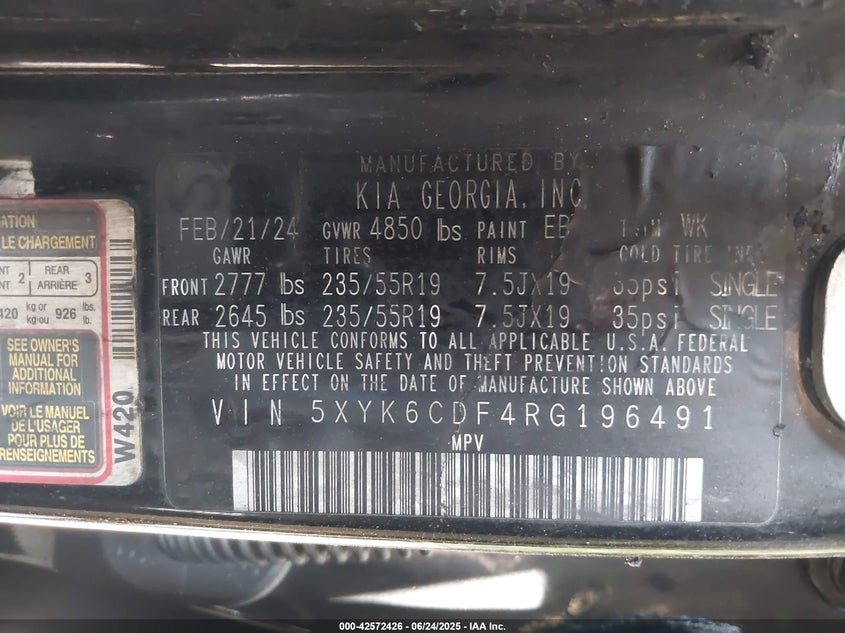 MANUFACTURED BY
KIA GEORGIA, INC
FEB/21/24 GVWR 4850 lbs PAINT WK
GAWR TIRES RIMS COLD TIRE
FRONT 2777 lbs 235/55R19 7.5JX19 35psi SINGLE
REAR 2645 lbs 235/55R19 7.5JX19 35psi SINGLE
THIS VEHICLE CONFORMS TO ALL APPLICABLE U.S.A. FEDERAL
MOTOR VEHICLE SAFETY AND THEFT PREVENTION STANDARDS
IN EFFECT ON THE DATE OF MANUFACTURE SHOWN ABOVE
VIN 5XYK6CDF4RG196491
MPV
LE CHARGEMENT
2 REAR 3
ARRIÈRE
420 kg or 926 lbs.
kg ou lb.
SEE OWNER'S
MANUAL FOR
ADDITIONAL
INFORMATION
VOIR LE MANUEL
DE L'USAGER
POUR PLUS DE
RENSEIGNEMENTS
W420
000-42572426 - 06/24/2025 - IAA Inc.